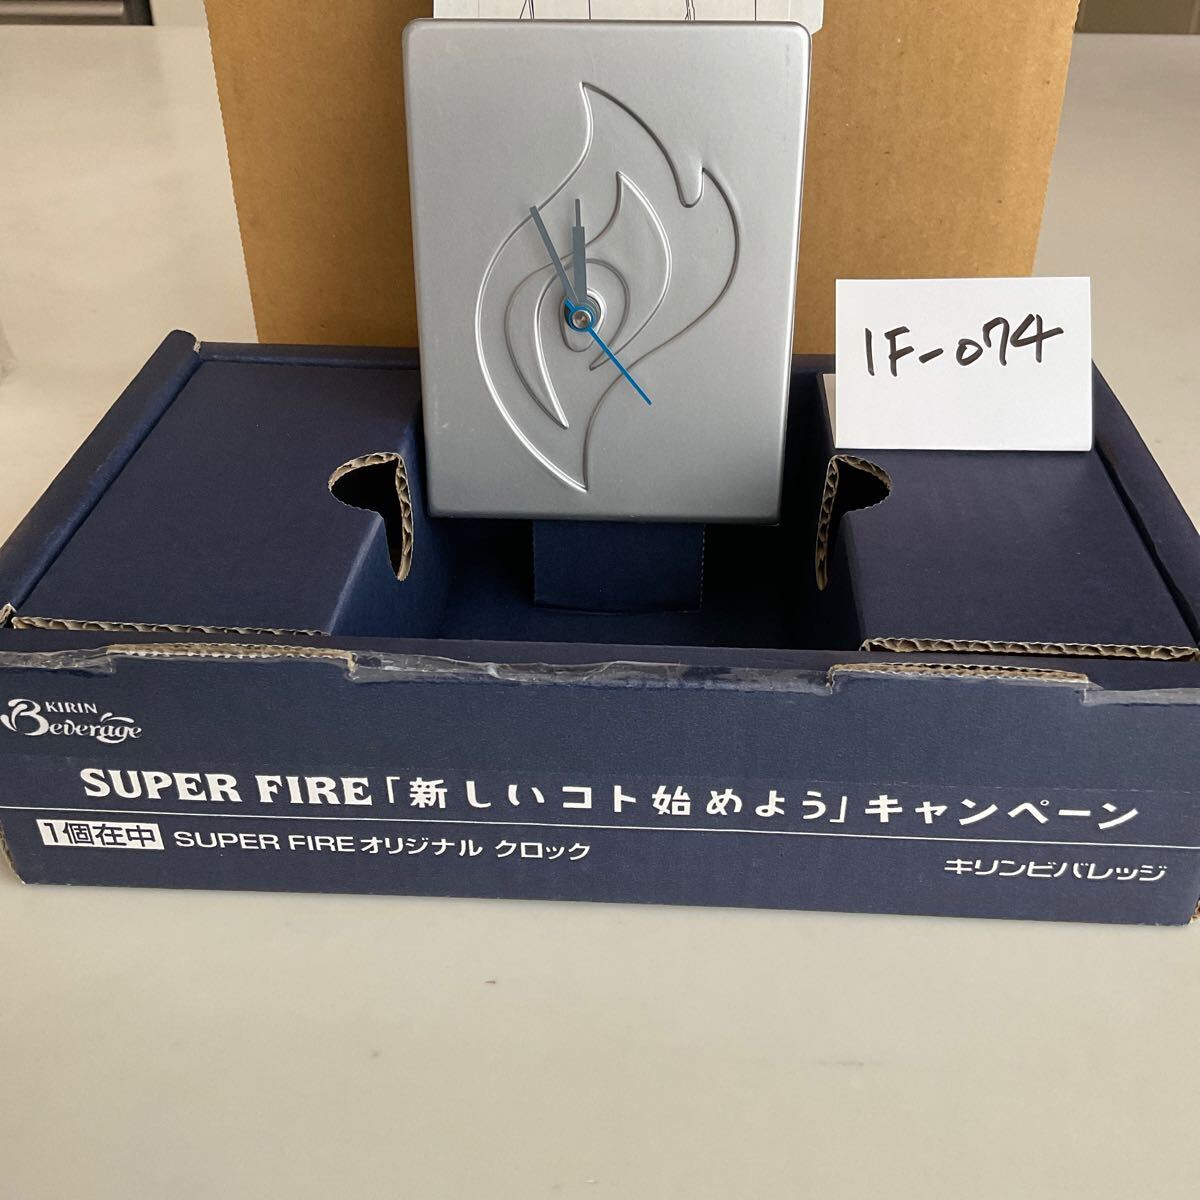 1F-074
KIRIN
Beverage
SUPER FIRE「新しいコト始めよう」キャンペーン
1個在中 SUPER FIREオリジナル クロック
キリンビバレッジ